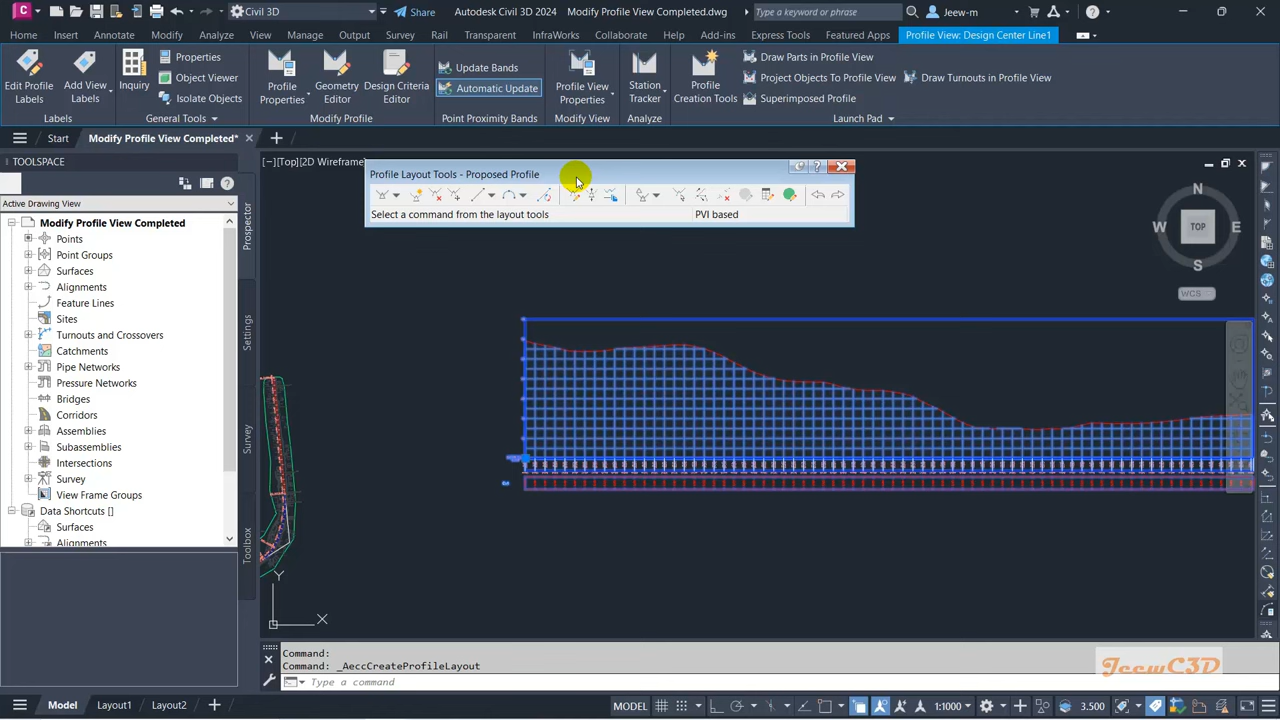 Civil 3D
Share
Autodesk Civil 3D 2024
Modify Profile View Completed.dwg
Type a keyword or phrase
Jeew-m
Home
Insert
Annotate
Modify
Analyze
View
Manage
Output
Survey
Rail
Transparent
InfraWorks
Collaborate
Help
Add-ins
Express Tools
Featured Apps
Profile View: Design Center Line1
Edit Profile
Labels
Add View
Labels
Labels
Inquiry
Properties
Object Viewer
Isolate Objects
General Tools
Profile
Properties
Geometry
Editor
Design Criteria
Editor
Modify Profile
Update Bands
Automatic Update
Point Proximity Bands
Profile View
Properties
Modify View
Station
Tracker
Analyze
Profile
Creation Tools
Draw Parts in Profile View
Project Objects To Profile View
Superimposed Profile
Draw Turnouts in Profile View
Launch Pad
Start
Modify Profile View Completed*
TOOLSPACE
Active Drawing View
Modify Profile View Completed
Points
Point Groups
Surfaces
Alignments
Feature Lines
Sites
Turnouts and Crossovers
Catchments
Pipe Networks
Pressure Networks
Bridges
Corridors
Assemblies
Subassemblies
Intersections
Survey
View Frame Groups
Data Shortcuts []
Surfaces
Alignments
Prospector
Settings
Survey
Toolbox
[−][Top][2D Wireframe]
Profile Layout Tools - Proposed Profile
Select a command from the layout tools
PVI based
N
W
TOP
E
S
WCS
Y
X
Command:
Command: _AeccCreateProfileLayout
Type a command
JeewC3D
Model
Layout1
Layout2
MODEL
1:1000
3.500